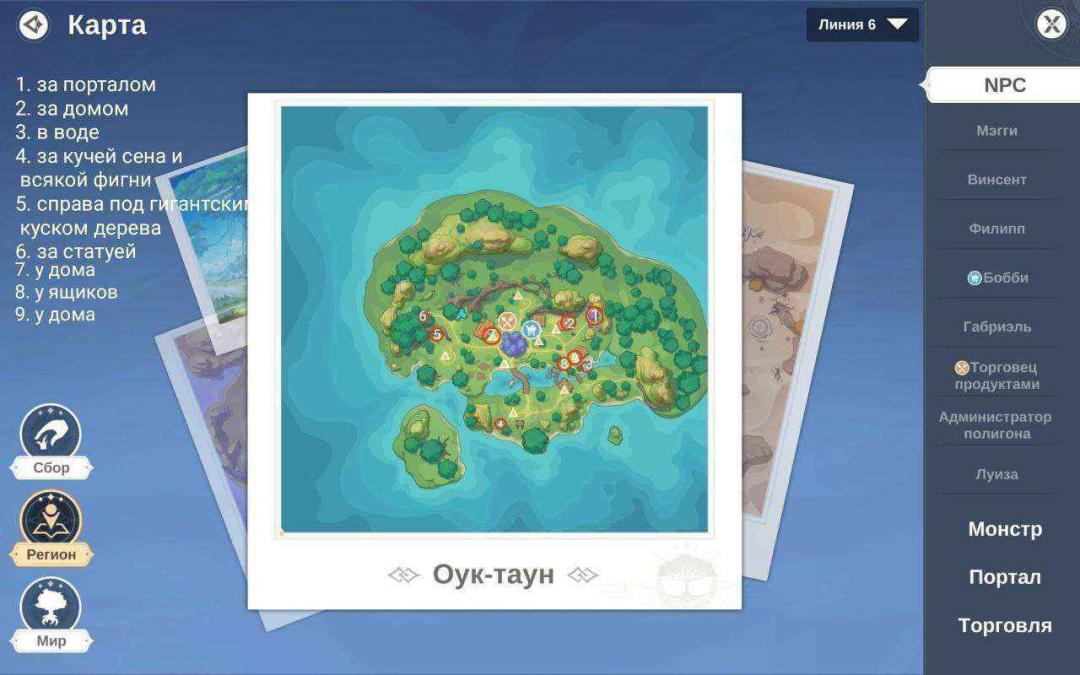 Карта
Линия 6
1. за порталом
2. за домом
3. в воде
4. за кучей сена и
всякой фигни
5. справа под гигантским
куском дерева
6. за статуей
7. у дома
8. у ящиков
9. у дома
Сбор
Регион
Мир
6
5
2
1
8
3
4
Оук-таун
NPC
Мэгги
Винсент
Филипп
Бобби
Габриэль
Торговец
продуктами
Администратор
полигона
Луиза
Монстр
Портал
Торговля